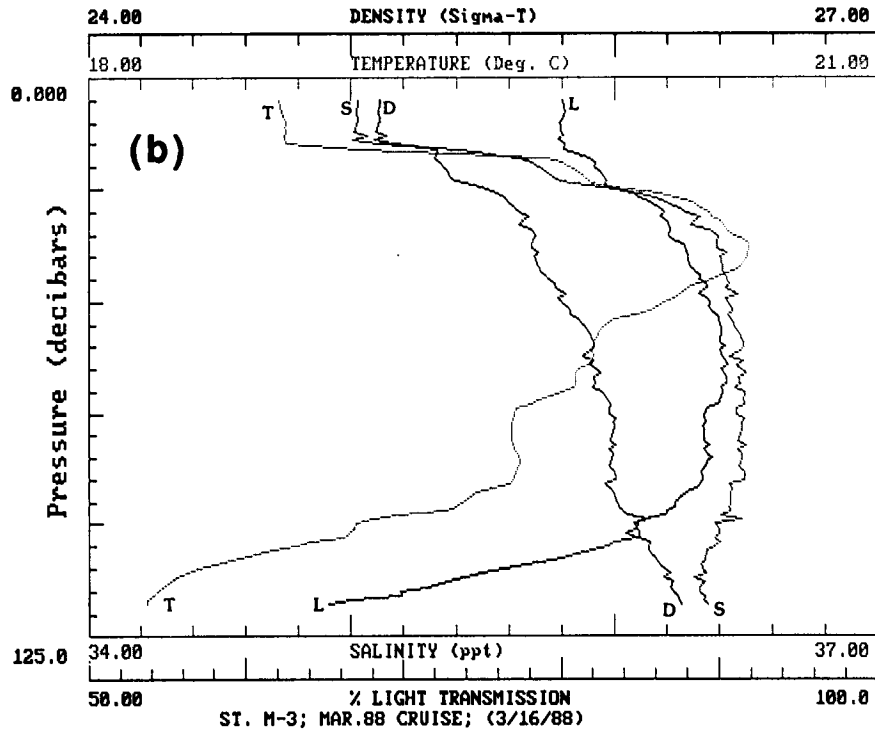 24.00 DENSITY (Sigma-T) 27.00
18.00 TEMPERATURE (Deg. C) 21.00
0.000
T S D L
(b)
Pressure (decibars)
T L D S
125.0
34.00 SALINITY (ppt) 37.00
50.00 % LIGHT TRANSMISSION 100.0
ST. M-3; MAR.88 CRUISE; (3/16/88)